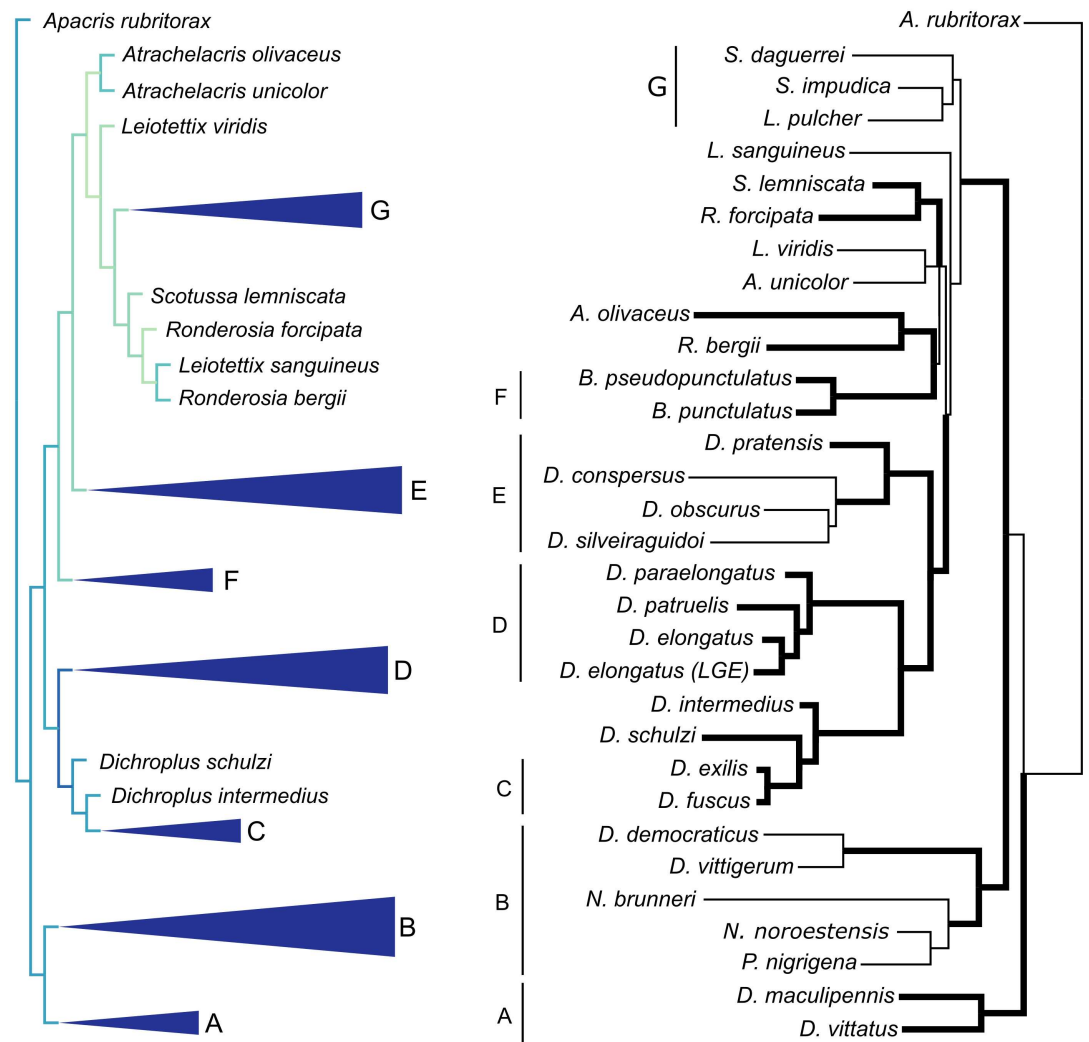 Apacris rubritorax
Atrachelacris olivaceus
Atrachelacris unicolor
Leiotettix viridis
G
Scotussa lemniscata
Ronderosia forcipata
Leiotettix sanguineus
Ronderosia bergii
E
F
D
Dichroplus schulzi
Dichroplus intermedius
C
B
A
A. rubritorax
G
S. daguerrei
S. impudica
L. pulcher
L. sanguineus
S. lemniscata
R. forcipata
L. viridis
A. unicolor
A. olivaceus
R. bergii
F
B. pseudopunctulatus
B. punctulatus
E
D. pratensis
D. conspersus
D. obscurus
D. silveiraguidoi
D
D. paraelongatus
D. patruelis
D. elongatus
D. elongatus (LGE)
D. intermedius
D. schulzi
C
D. exilis
D. fuscus
B
D. democraticus
D. vittigerum
N. brunneri
N. noroestensis
P. nigrigena
A
D. maculipennis
D. vittatus